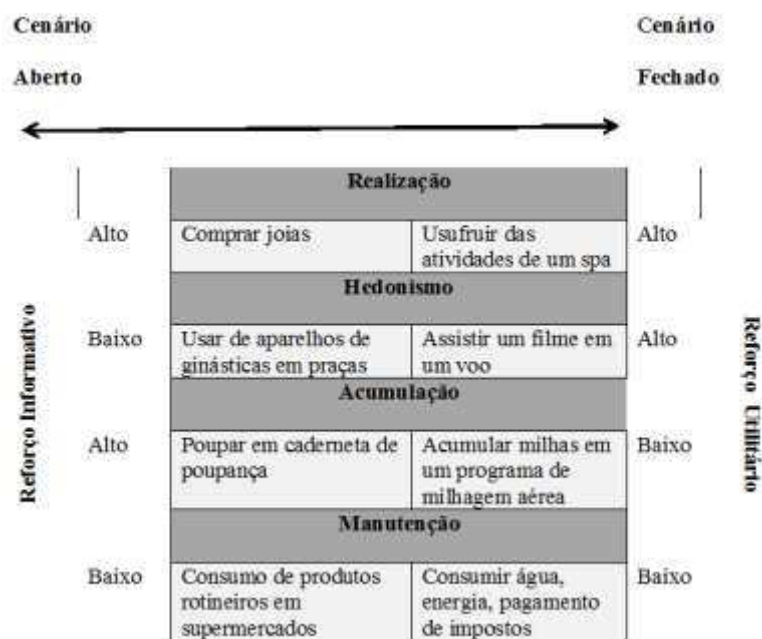 Cenário
Cenário
Aberto
Fechado
Realização
Alto
Comprar joias
Usufruir das
atividades de um spa
Alto
Hedonismo
Baixo
Usar de aparelhos de
ginásticas em praças
Assistir um filme em
um voo
Alto
Acumulação
Alto
Poupar em caderneta de
poupança
Acumular milhas em
um programa de
milhagem aérea
Baixo
Manutenção
Baixo
Consumo de produtos
rotineiros em
supermercados
Consumir água,
energia, pagamento
de impostos
Baixo
Reforço Informativo
Reforço Utilitário